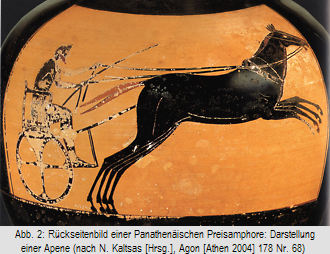 Abb. 2: Rückseitenbild einer Panathenäischen Preisamphore: Darstellung
einer Apene (nach N. Kaltsas [Hrsg.], Agon [Athen 2004] 178 Nr. 68)